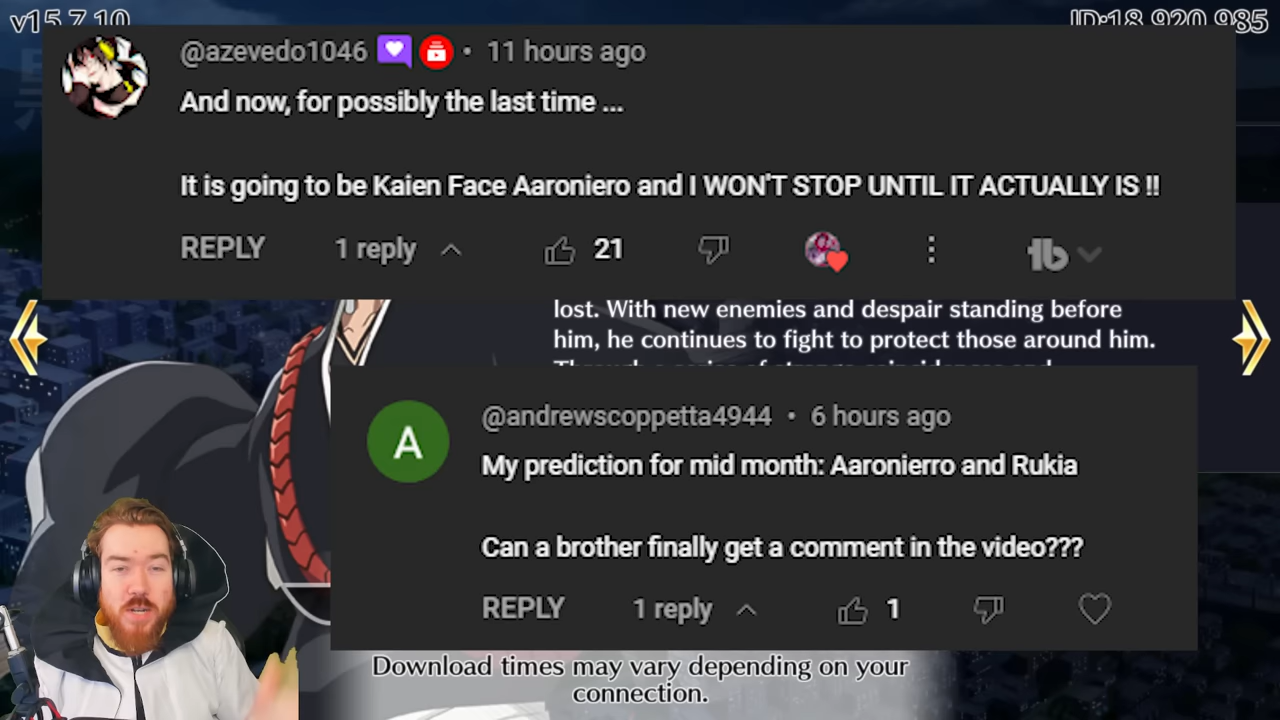 v15.7.10
ID:18,920,985
@azevedo1046 • 11 hours ago
And now, for possibly the last time ...
It is going to be Kaien Face Aaroniero and I WON'T STOP UNTIL IT ACTUALLY IS !!
REPLY 1 reply 21
lost. With new enemies and despair standing before
him, he continues to fight to protect those around him.
A
@andrewscoppetta4944 • 6 hours ago
My prediction for mid month: Aaronierro and Rukia
Can a brother finally get a comment in the video???
REPLY 1 reply 1
Download times may vary depending on your
connection.